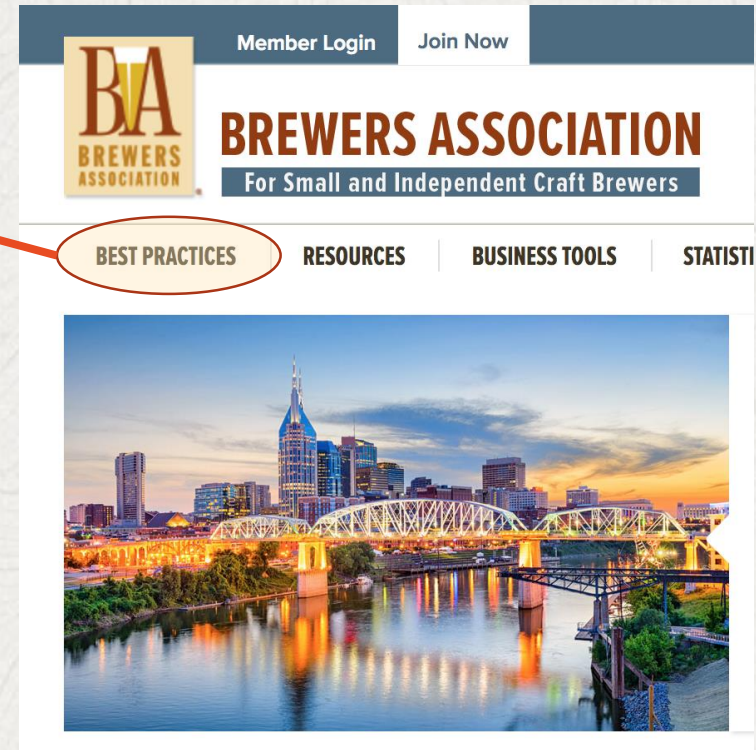 Member Login Join Now
BA
BREWERS
ASSOCIATION
BREWERS ASSOCIATION
For Small and Independent Craft Brewers
BEST PRACTICES RESOURCES BUSINESS TOOLS STATISTI